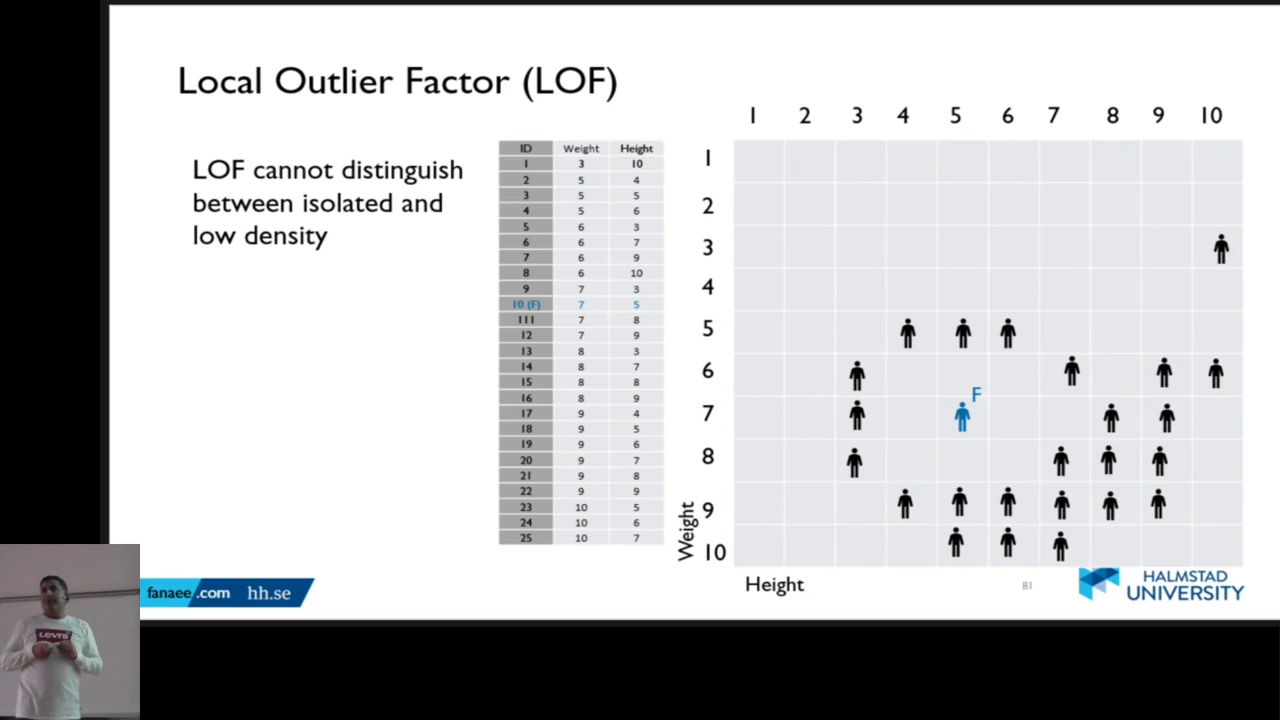 Local Outlier Factor (LOF)
LOF cannot distinguish
between isolated and
low density
ID Weight Height
1 3 10
2 5 4
3 5 5
4 5 6
5 6 3
6 6 7
7 6 9
8 6 10
9 7 3
10 (F) 7 5
111 7 8
12 7 9
13 8 3
14 8 7
15 8 8
16 8 9
17 9 4
18 9 5
19 9 6
20 9 7
21 9 8
22 9 9
23 10 5
24 10 6
25 10 7
1 2 3 4 5 6 7 8 9 10
1
2
3
4
5
6
7
8
9
10
F
Weight
Height
81
HALMSTAD
UNIVERSITY
fanaee.com hh.se
Levi's